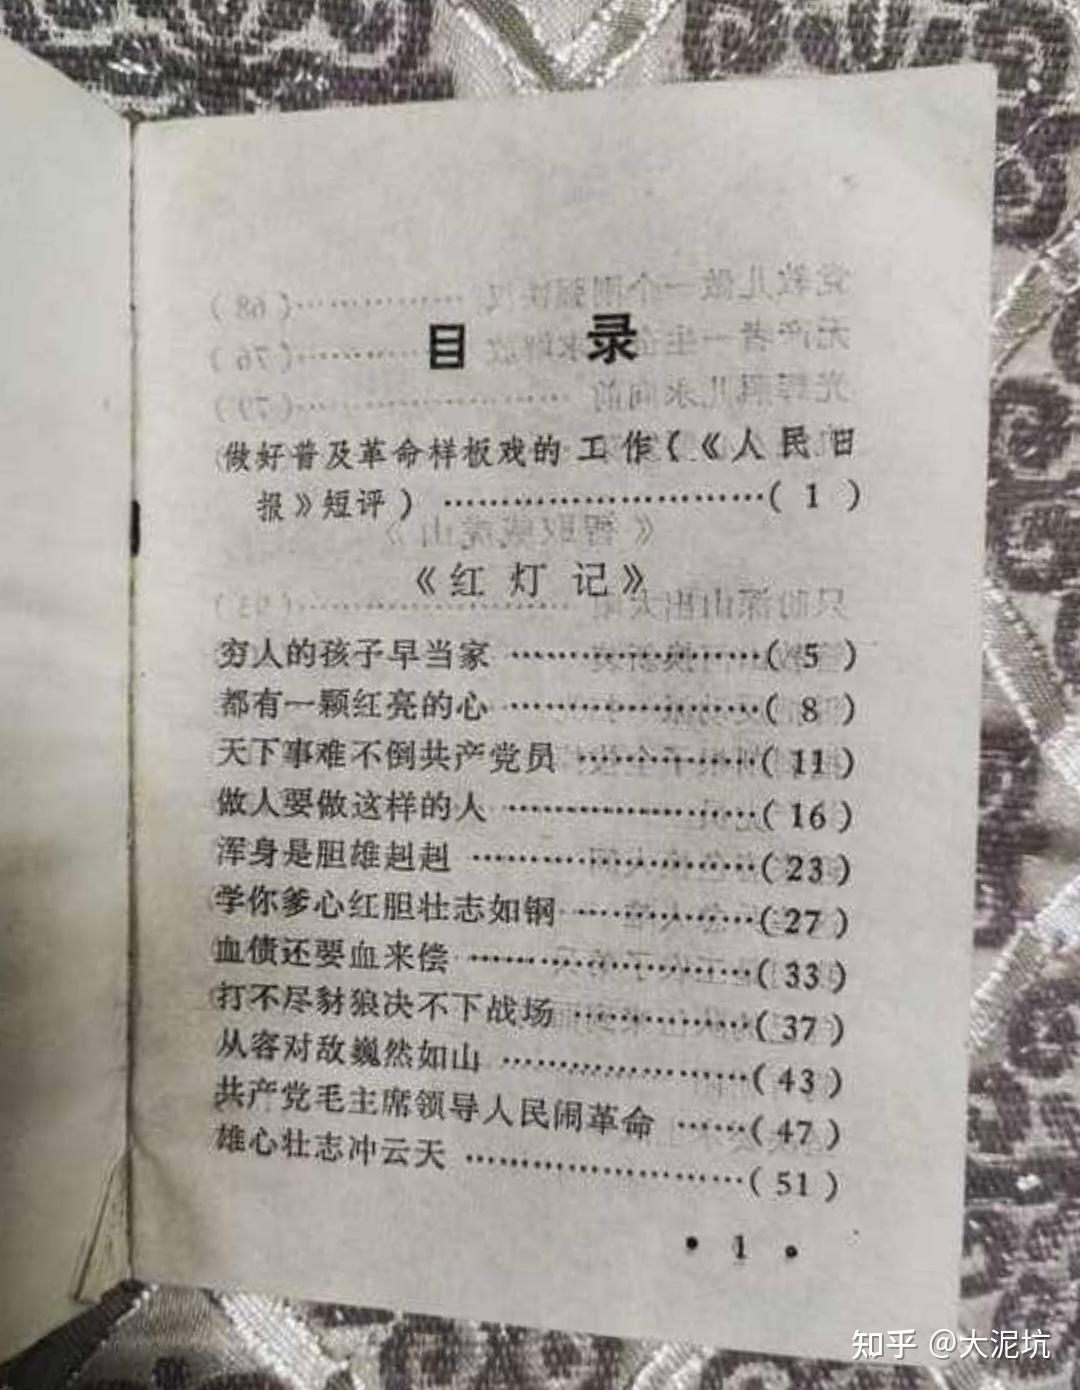 目 录
做好普及革命样板戏的工作(《人民日
报》短评) ……………………………( 1 )
《红灯记》
穷人的孩子早当家 ……………………( 5 )
都有一颗红亮的心 ……………………( 8 )
天下事难不倒共产党员 ………………( 11 )
做人要做这样的人 ……………………( 16 )
浑身是胆雄赳赳 ………………………( 23 )
学你爹心红胆壮志如钢 ………………( 27 )
血债还要血来偿 ………………………( 33 )
打不尽豺狼决不下战场 ………………( 37 )
从容对敌巍然如山 ……………………( 43 )
共产党毛主席领导人民闹革命 ……( 47 )
雄心壮志冲云天 ………………………( 51 )
• 1 •
知乎 @大泥坑